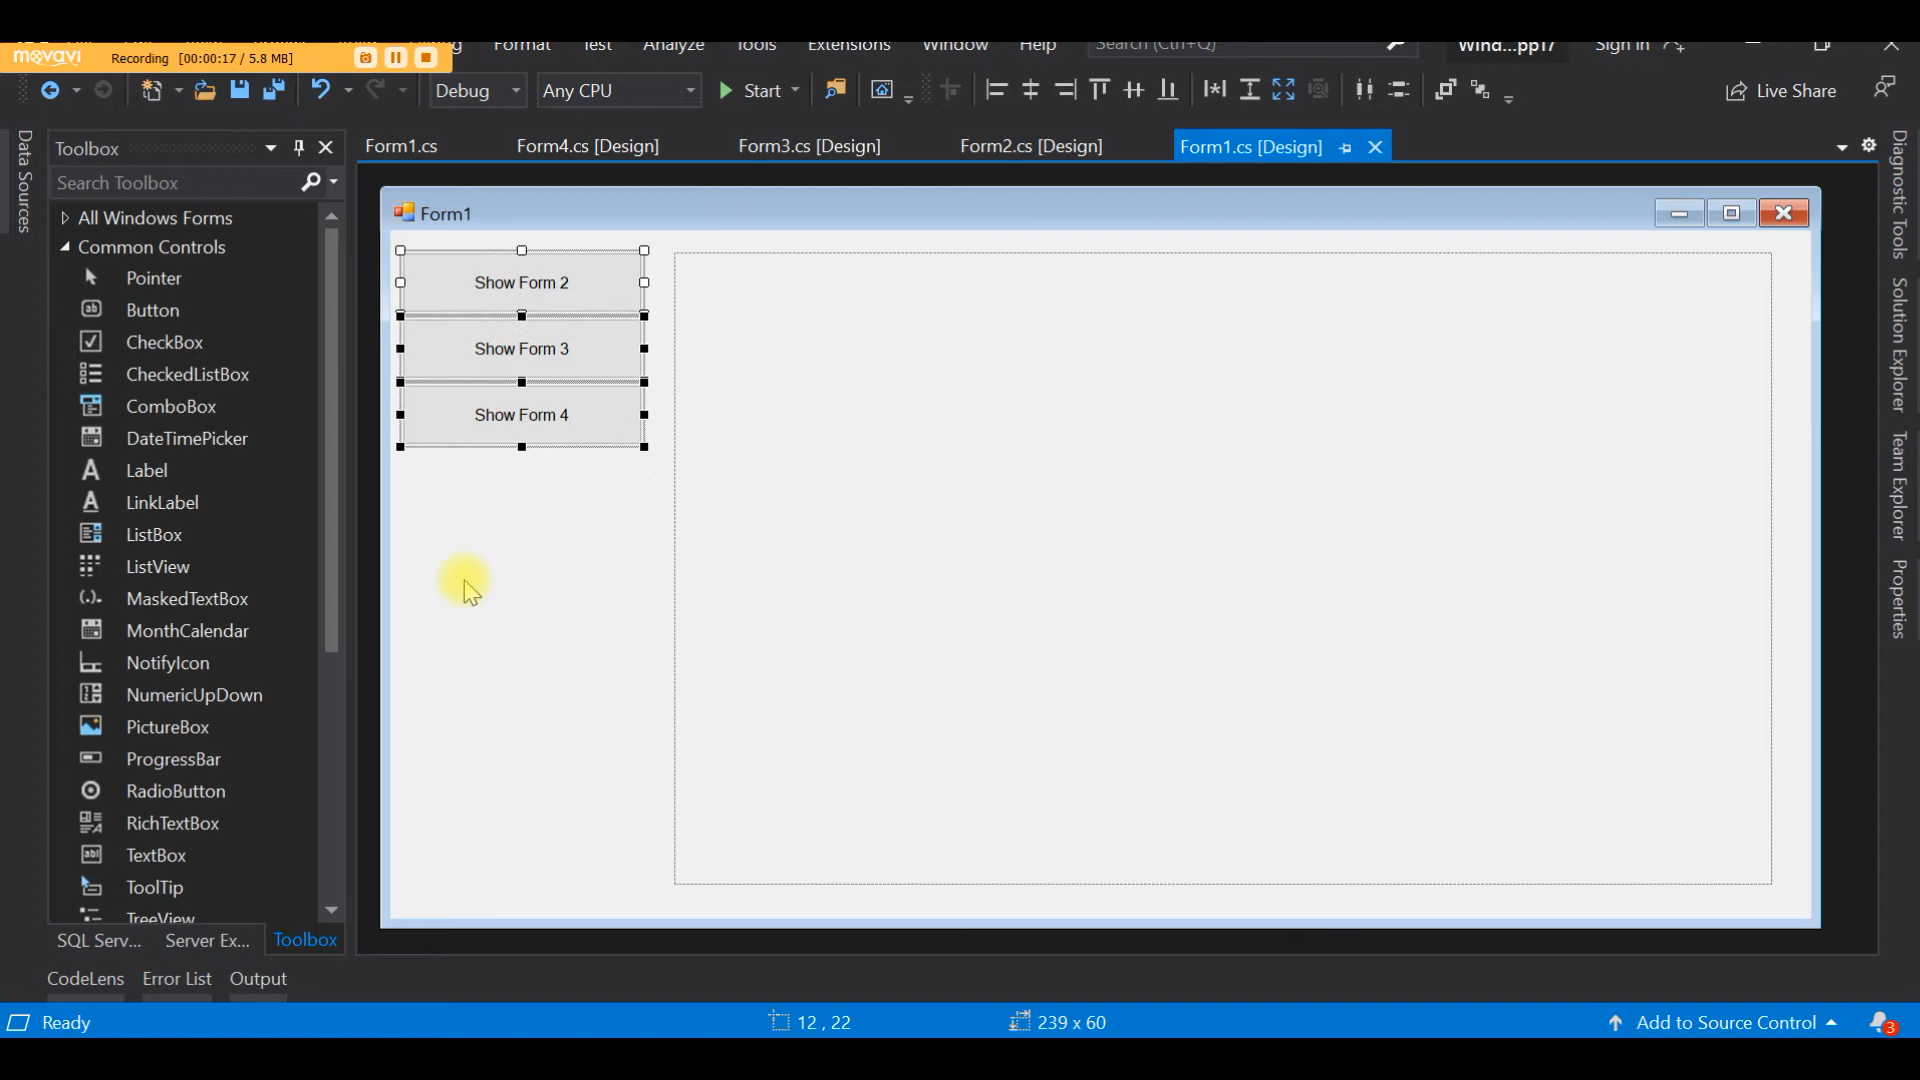 movavi
Recording [00:00:17 / 5.8 MB]
Format Test Analyze Tools Extensions Window Help Search (Ctrl+Q) Wind...pp17 Sign in
Debug Any CPU Start Live Share
Data Sources
Toolbox
Search Toolbox
All Windows Forms
Common Controls
Pointer
Button
CheckBox
CheckedListBox
ComboBox
DateTimePicker
Label
LinkLabel
ListBox
ListView
MaskedTextBox
MonthCalendar
NotifyIcon
NumericUpDown
PictureBox
ProgressBar
RadioButton
RichTextBox
TextBox
ToolTip
TreeView
SQL Serv... Server Ex... Toolbox
Form1.cs Form4.cs [Design] Form3.cs [Design] Form2.cs [Design] Form1.cs [Design]
Form1
Show Form 2
Show Form 3
Show Form 4
Diagnostic Tools
Solution Explorer
Team Explorer
Properties
CodeLens Error List Output
Ready 12 , 22 239 x 60 Add to Source Control 3